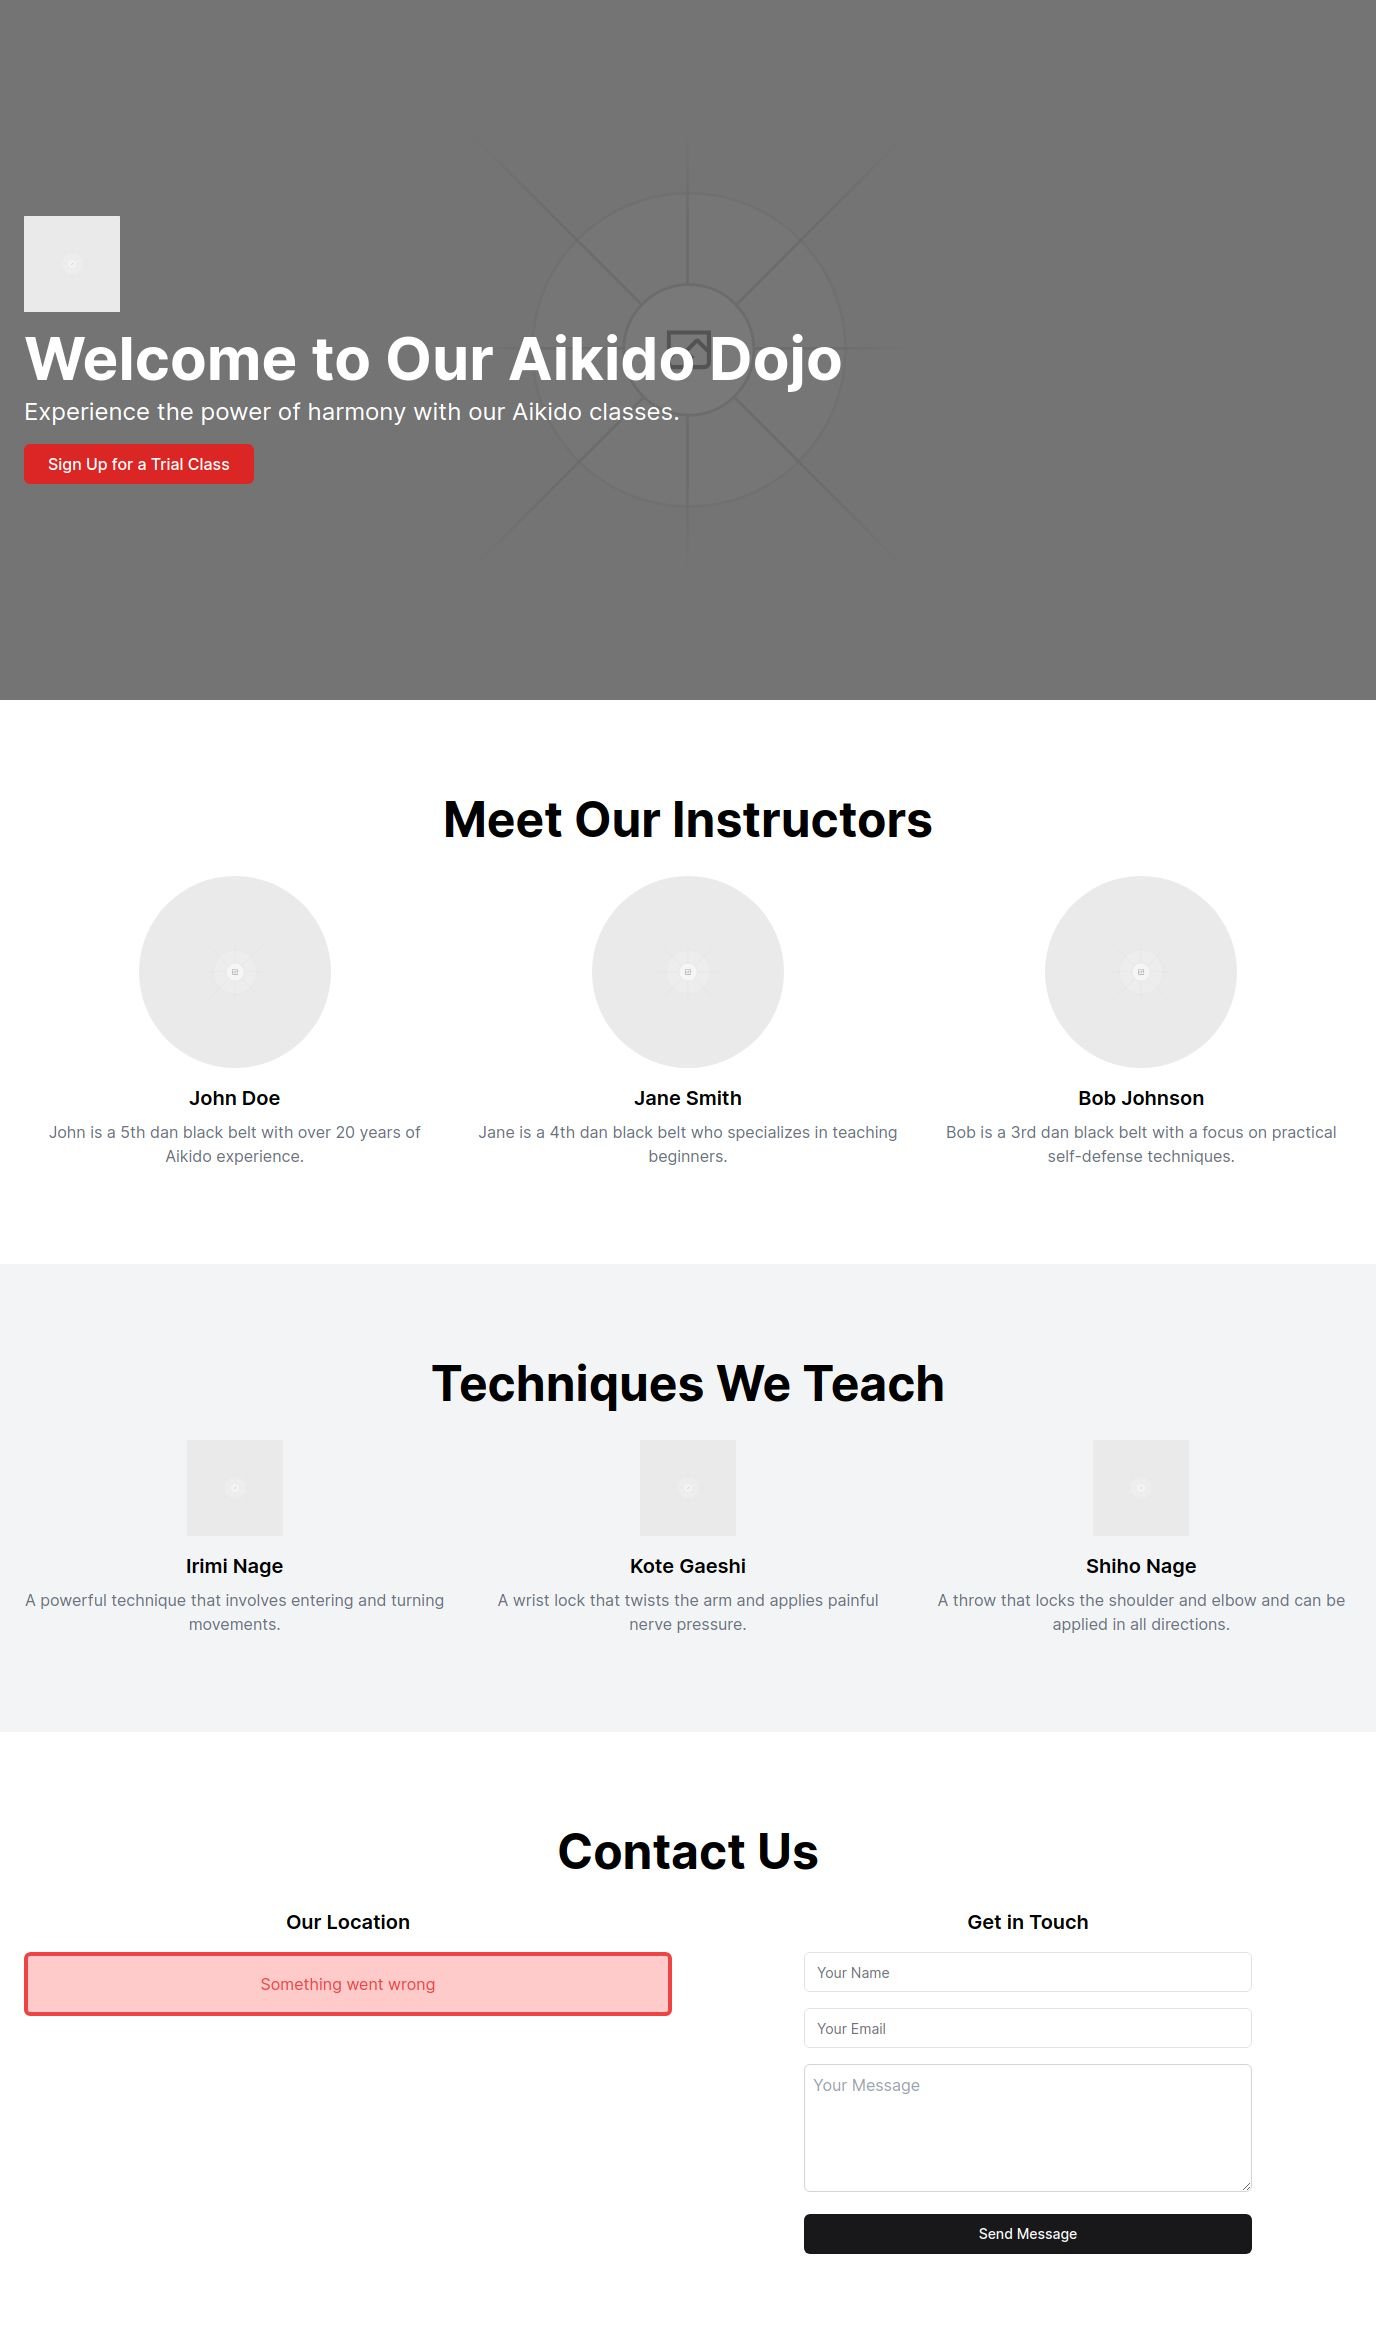 Welcome to Our Aikido Dojo
Experience the power of harmony with our Aikido classes.
Sign Up for a Trial Class
Meet Our Instructors
John Doe
John is a 5th dan black belt with over 20 years of
Aikido experience.
Jane Smith
Jane is a 4th dan black belt who specializes in teaching
beginners.
Bob Johnson
Bob is a 3rd dan black belt with a focus on practical
self-defense techniques.
Techniques We Teach
Irimi Nage
A powerful technique that involves entering and turning
movements.
Kote Gaeshi
A wrist lock that twists the arm and applies painful
nerve pressure.
Shiho Nage
A throw that locks the shoulder and elbow and can be
applied in all directions.
Contact Us
Our Location
Something went wrong
Get in Touch
Your Name
Your Email
Your Message
Send Message